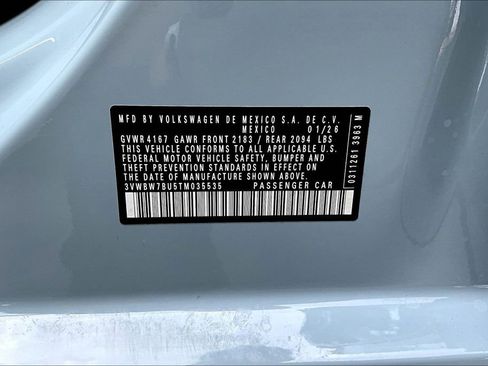 MFD BY VOLKSWAGEN DE MEXICO S.A. DE C.V.
MEXICO 01/26
GVWR 4167 GAWR FRONT 2183 / REAR 2094 LBS
THIS VEHICLE CONFORMS TO ALL APPLICABLE U.S.
FEDERAL MOTOR VEHICLE SAFETY, BUMPER AND
THEFT PREVENTION STANDARDS IN EFFECT ON THE
DATE OF MANUFACTURE SHOWN ABOVE.
3VWBW7BU5TM035535 PASSENGER CAR
0311261 3963 M